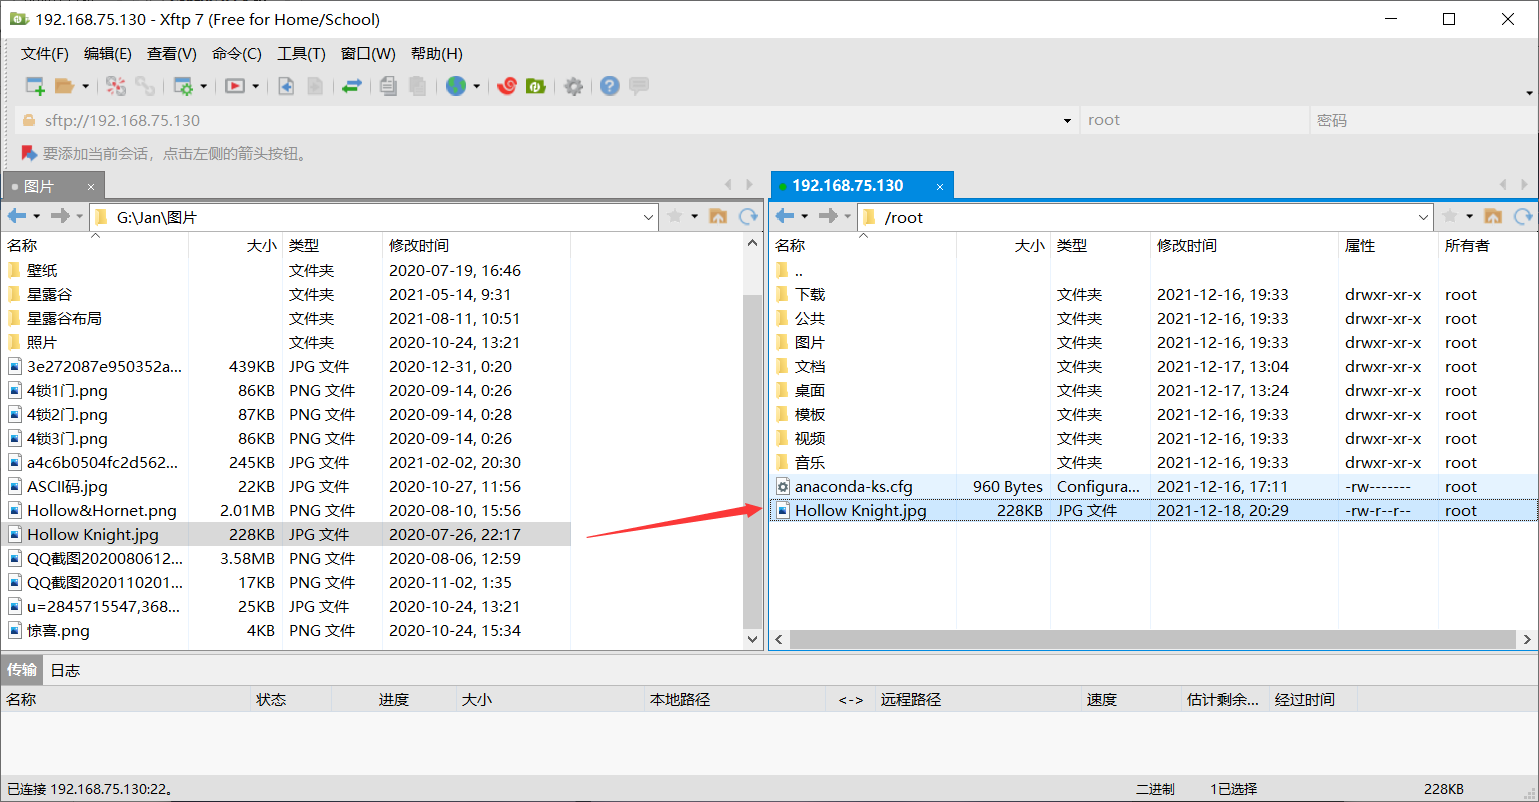 192.168.75.130 - Xftp 7 (Free for Home/School)
文件(F) 编辑(E) 查看(V) 命令(C) 工具(T) 窗口(W) 帮助(H)
sftp://192.168.75.130 root 密码
要添加当前会话，点击左侧的箭头按钮。
图片 × 192.168.75.130 ×
G:\Jan\图片
名称 大小 类型 修改时间
壁纸 文件夹 2020-07-19, 16:46
星露谷 文件夹 2021-05-14, 9:31
星露谷布局 文件夹 2021-08-11, 10:51
照片 文件夹 2020-10-24, 13:21
3e272087e950352a... 439KB JPG 文件 2020-12-31, 0:20
4锁1门.png 86KB PNG 文件 2020-09-14, 0:26
4锁2门.png 87KB PNG 文件 2020-09-14, 0:28
4锁3门.png 86KB PNG 文件 2020-09-14, 0:26
a4c6b0504fc2d562... 245KB JPG 文件 2021-02-02, 20:30
ASCII码.jpg 22KB JPG 文件 2020-10-27, 11:56
Hollow&Hornet.png 2.01MB PNG 文件 2020-08-10, 15:56
Hollow Knight.jpg 228KB JPG 文件 2020-07-26, 22:17
QQ截图2020080612... 3.58MB PNG 文件 2020-08-06, 12:59
QQ截图2020110201... 17KB PNG 文件 2020-11-02, 1:35
u=2845715547,368... 25KB JPG 文件 2020-10-24, 13:21
惊喜.png 4KB PNG 文件 2020-10-24, 15:34
/root
名称 大小 类型 修改时间 属性 所有者
..
下载 文件夹 2021-12-16, 19:33 drwxr-xr-x root
公共 文件夹 2021-12-16, 19:33 drwxr-xr-x root
图片 文件夹 2021-12-16, 19:33 drwxr-xr-x root
文档 文件夹 2021-12-17, 13:04 drwxr-xr-x root
桌面 文件夹 2021-12-17, 13:24 drwxr-xr-x root
模板 文件夹 2021-12-16, 19:33 drwxr-xr-x root
视频 文件夹 2021-12-16, 19:33 drwxr-xr-x root
音乐 文件夹 2021-12-16, 19:33 drwxr-xr-x root
anaconda-ks.cfg 960 Bytes Configura... 2021-12-16, 17:11 -rw------- root
Hollow Knight.jpg 228KB JPG 文件 2021-12-18, 20:29 -rw-r--r-- root
传输 日志
名称 状态 进度 大小 本地路径 <-> 远程路径 速度 估计剩余... 经过时间
已连接 192.168.75.130:22。 二进制 1已选择 228KB